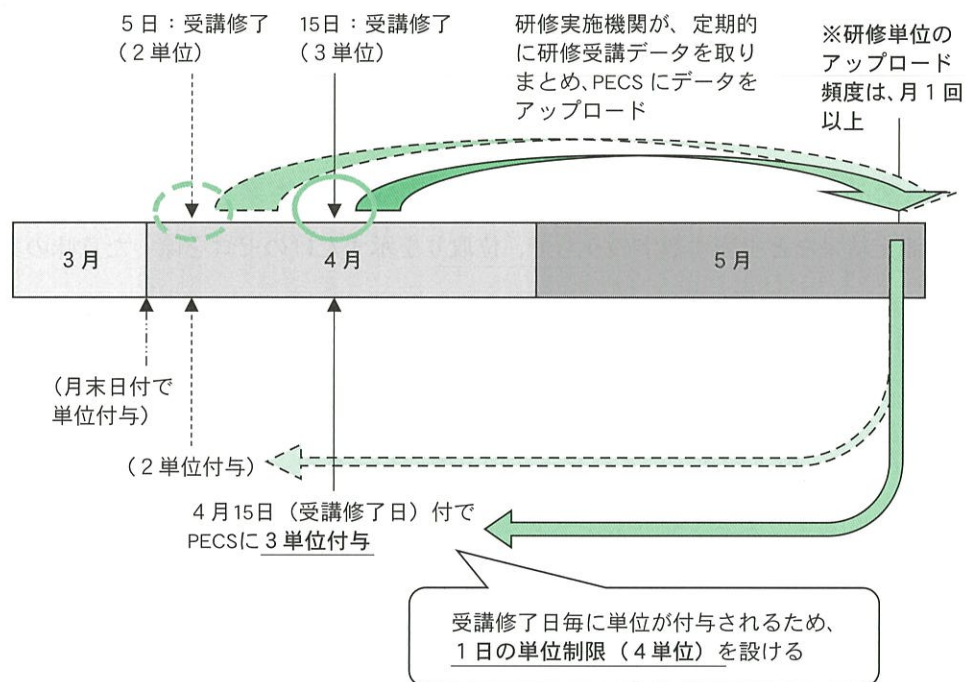 5日：受講修了
（2単位）
15日：受講修了
（3単位）
研修実施機関が、定期的
に研修受講データを取り
まとめ、PECSにデータを
アップロード
※研修単位の
アップロード
頻度は、月1回
以上
3月
4月
5月
（月末日付で
単位付与）
（2単位付与）
4月15日（受講修了日）付で
PECSに3単位付与
受講修了日毎に単位が付与されるため、
1日の単位制限（4単位）を設ける